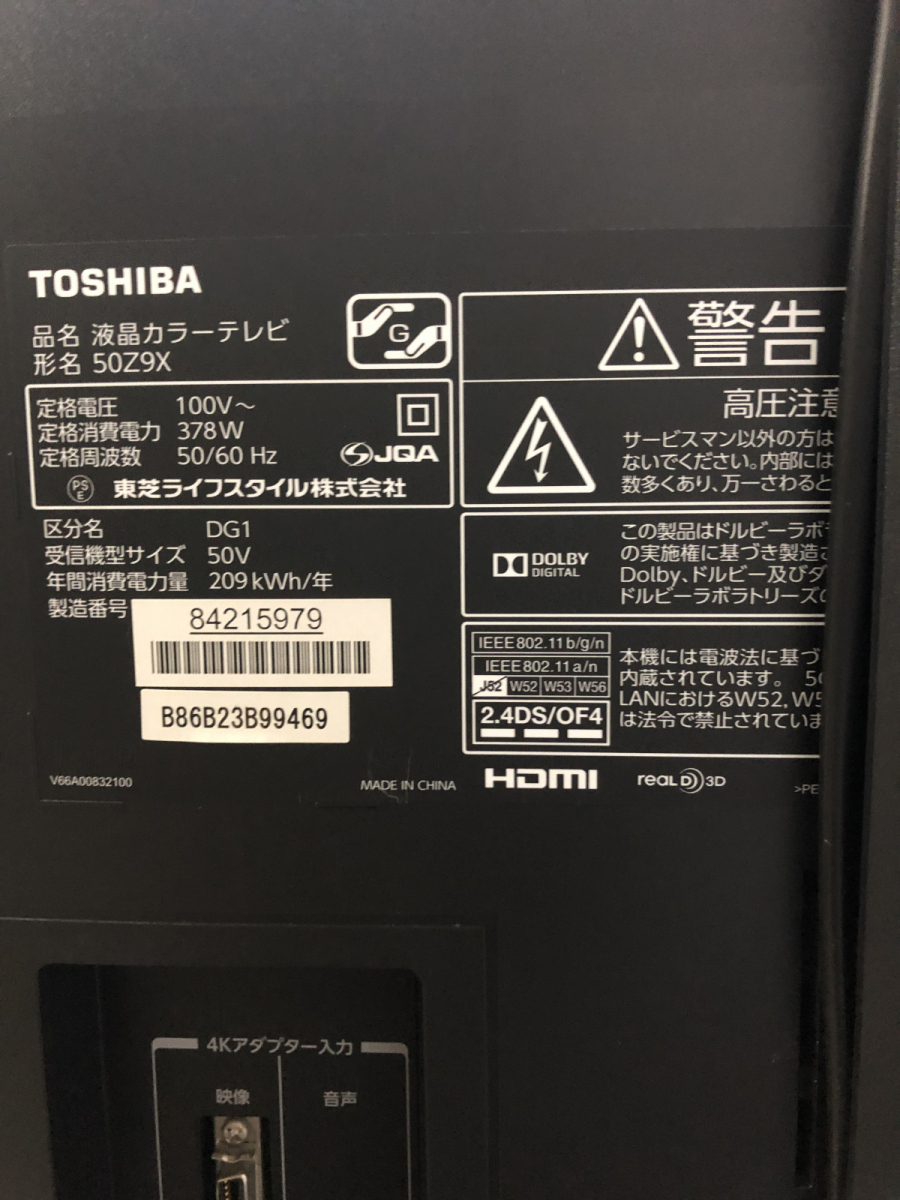 TOSHIBA
品名 液晶カラーテレビ
形名 50Z9X
G
定格電圧 100V～
定格消費電力 378W
定格周波数 50/60 Hz
JQA
PS
E
東芝ライフスタイル株式会社
区分名 DG1
受信機型サイズ 50V
年間消費電力量 209kWh/年
製造番号
84215979
B86B23B99469
V66A00832100
MADE IN CHINA
警告
高圧注意
サービスマン以外の方は
ないでください。内部には
数多くあり、万一さわると
DOLBY
DIGITAL
この製品はドルビーラボラ
の実施権に基づき製造さ
Dolby、ドルビー及びダ
ドルビーラボラトリーズの
IEEE802.11b/g/n
IEEE802.11a/n
J52 W52 W53 W56
2.4DS/OF4
本機には電波法に基づ
内蔵されています。 5G
LANにおけるW52, W5
は法令で禁止されていま
HDMI
REAL D 3D
>PE
4Kアダプター入力
映像
音声